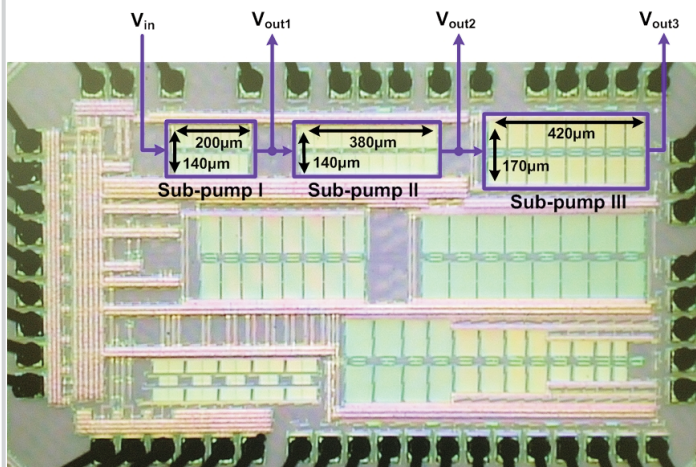 Vin
Vout1
Vout2
Vout3
200μm
140μm
380μm
140μm
420μm
170μm
Sub-pump I
Sub-pump II
Sub-pump III